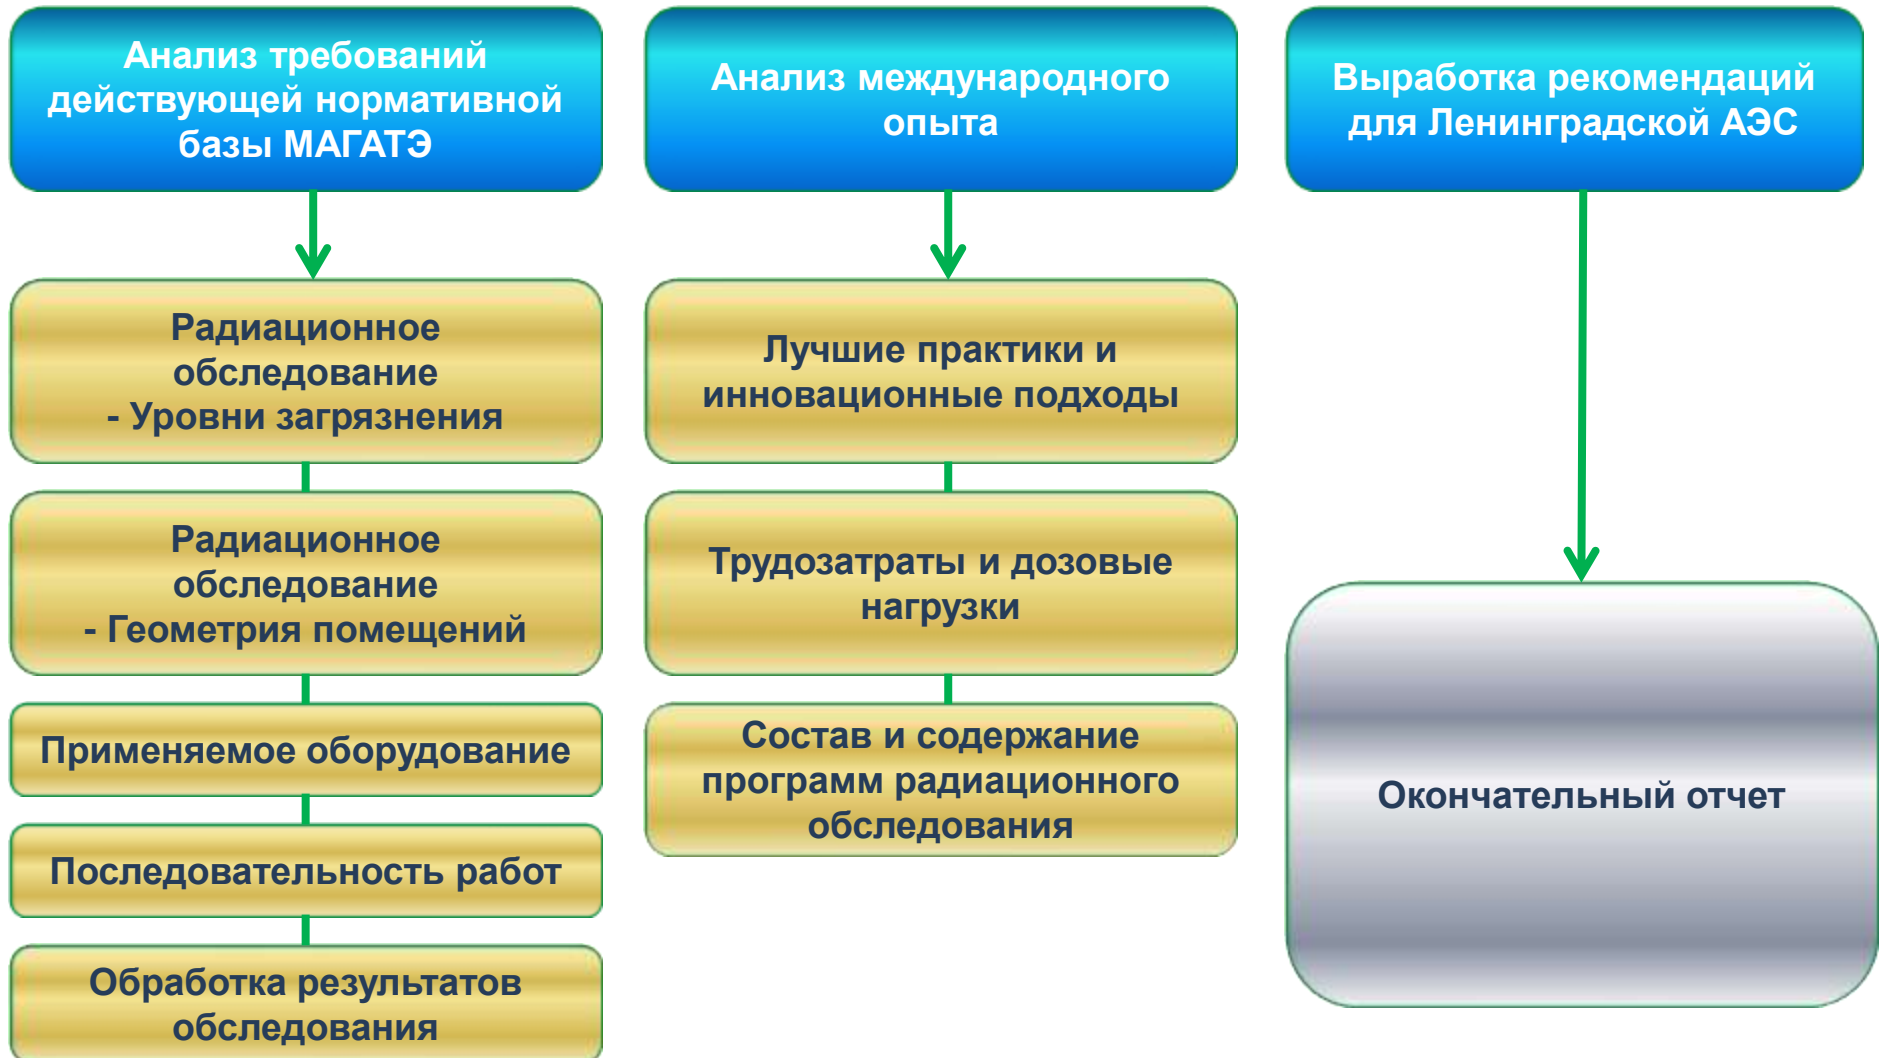 Анализ требований
действующей нормативной
базы МАГАТЭ
Радиационное
обследование
- Уровни загрязнения
Радиационное
обследование
- Геометрия помещений
Применяемое оборудование
Последовательность работ
Обработка результатов
обследования
Анализ международного
опыта
Лучшие практики и
инновационные подходы
Трудозатраты и дозовые
нагрузки
Состав и содержание
программ радиационного
обследования
Выработка рекомендаций
для Ленинградской АЭС
Окончательный отчет